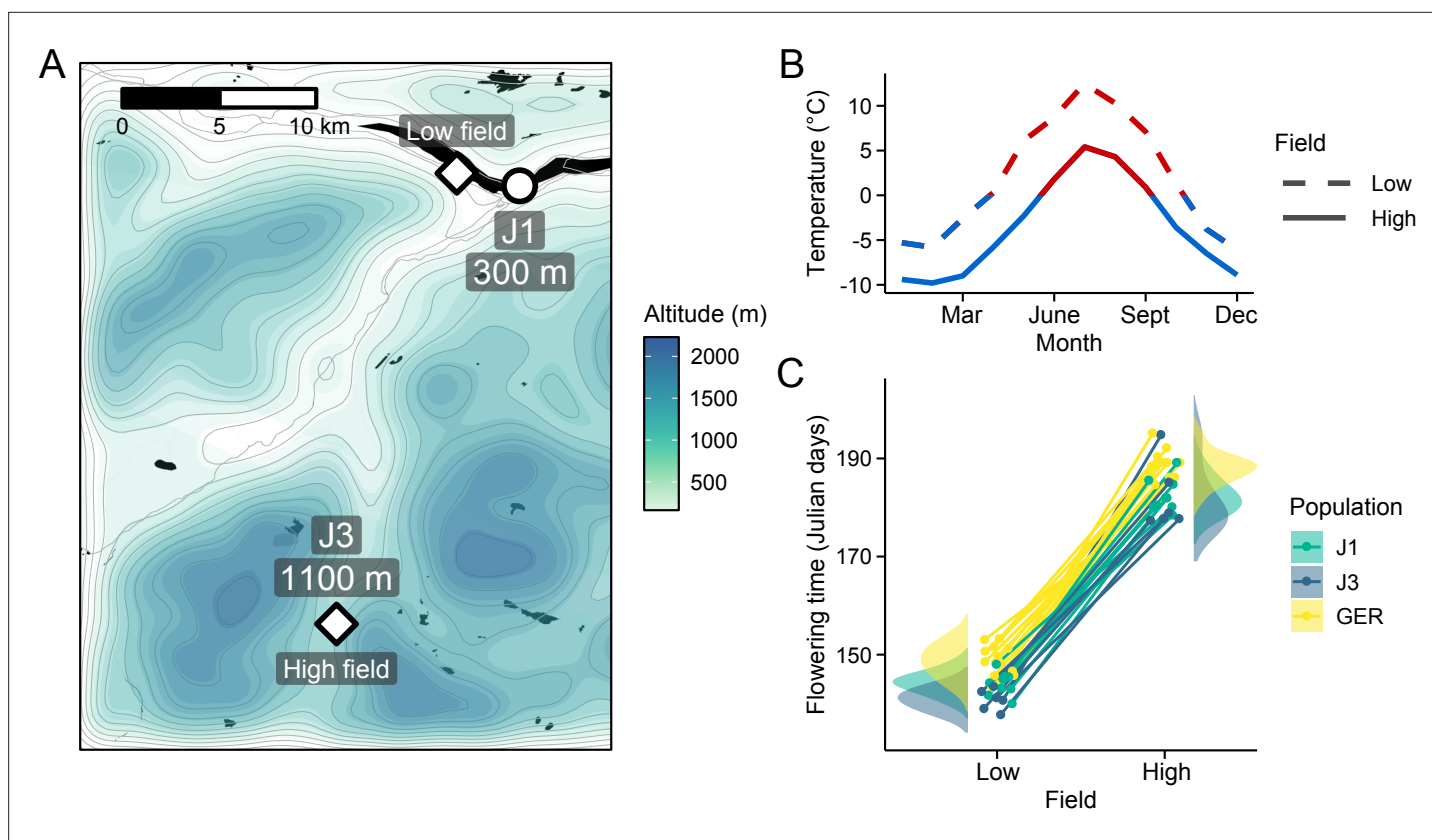 A
0 5 10 km
Low field
J1
300 m
J3
1100 m
High field
Altitude (m)
2000
1500
1000
500
B
Temperature (°C)
10
5
0
-5
-10
Mar June Sept Dec
Month
Field
Low
High
C
Flowering time (Julian days)
190
170
150
Low High
Field
Population
J1
J3
GER